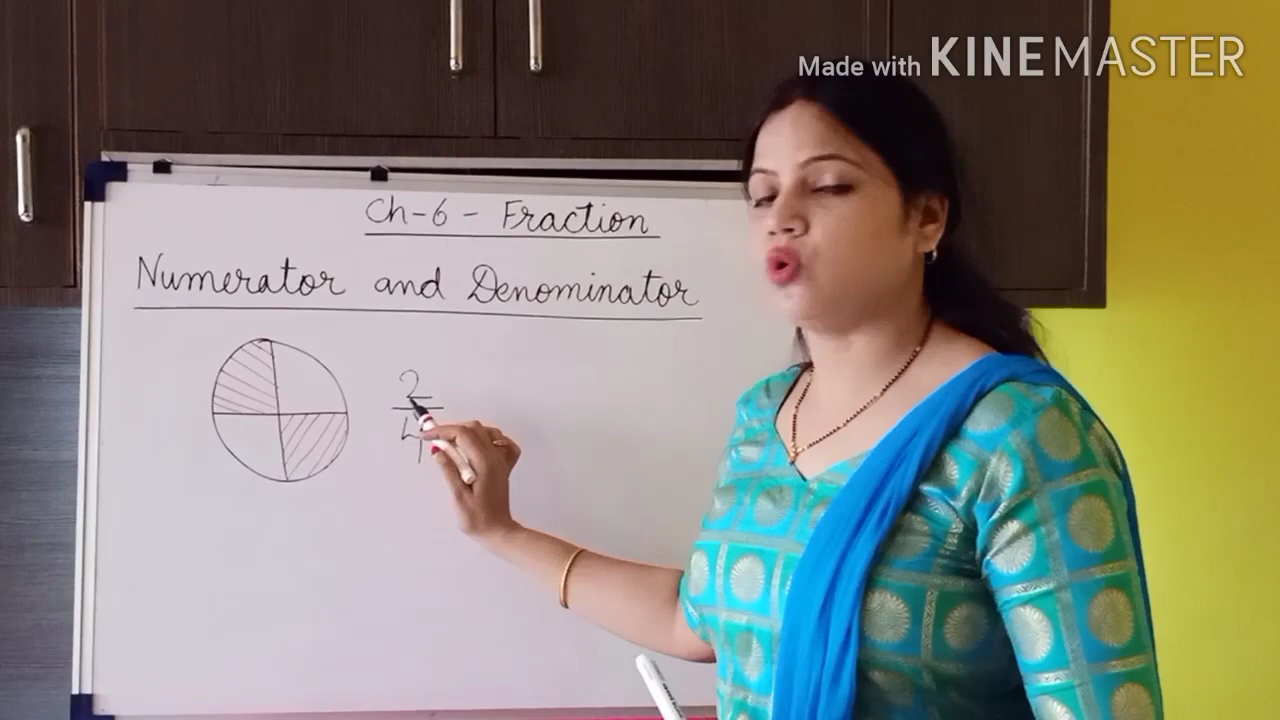 Made with KINEMASTER
Ch-6 - Fraction
Numerator and Denominator
2
4